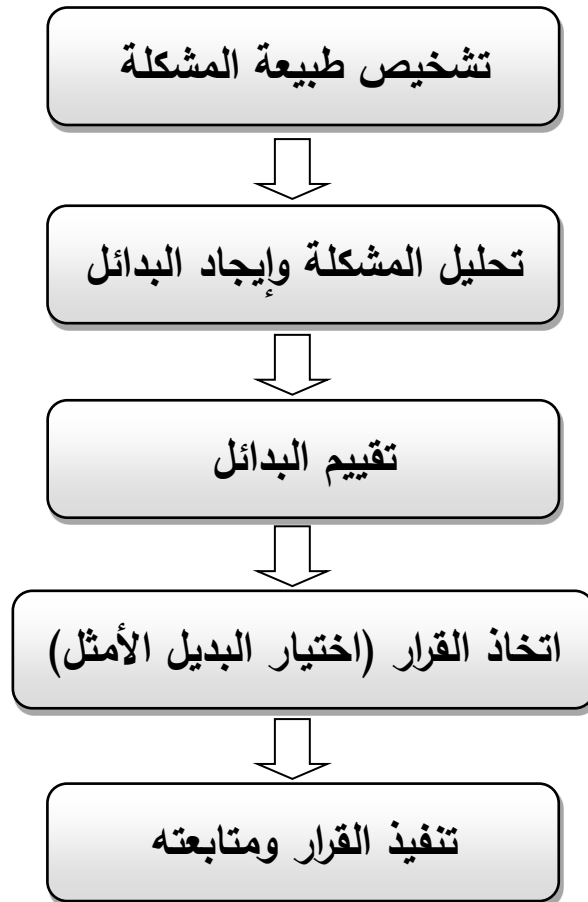 تشخيص طبيعة المشكلة
تحليل المشكلة وإيجاد البدائل
تقييم البدائل
اتخاذ القرار (اختيار البديل الأمثل)
تنفيذ القرار ومتابعته